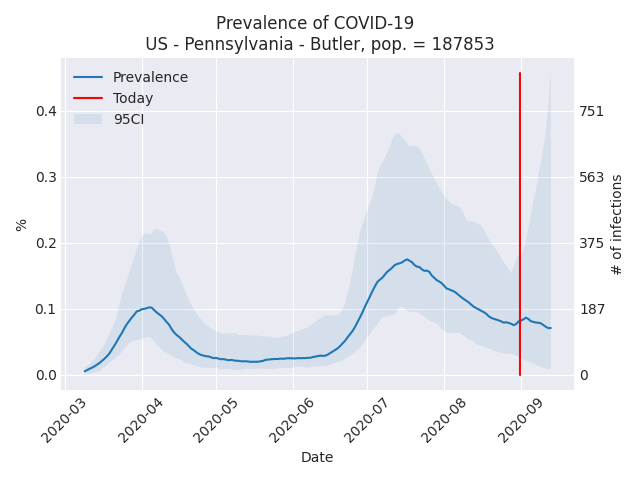 Prevalence of COVID-19
US - Pennsylvania - Butler, pop. = 187853
Prevalence
Today
95CI
0.4
0.3
0.2
0.1
0.0
%
751
563
375
187
0
# of infections
2020-03
2020-04
2020-05
2020-06
2020-07
2020-08
2020-09
Date